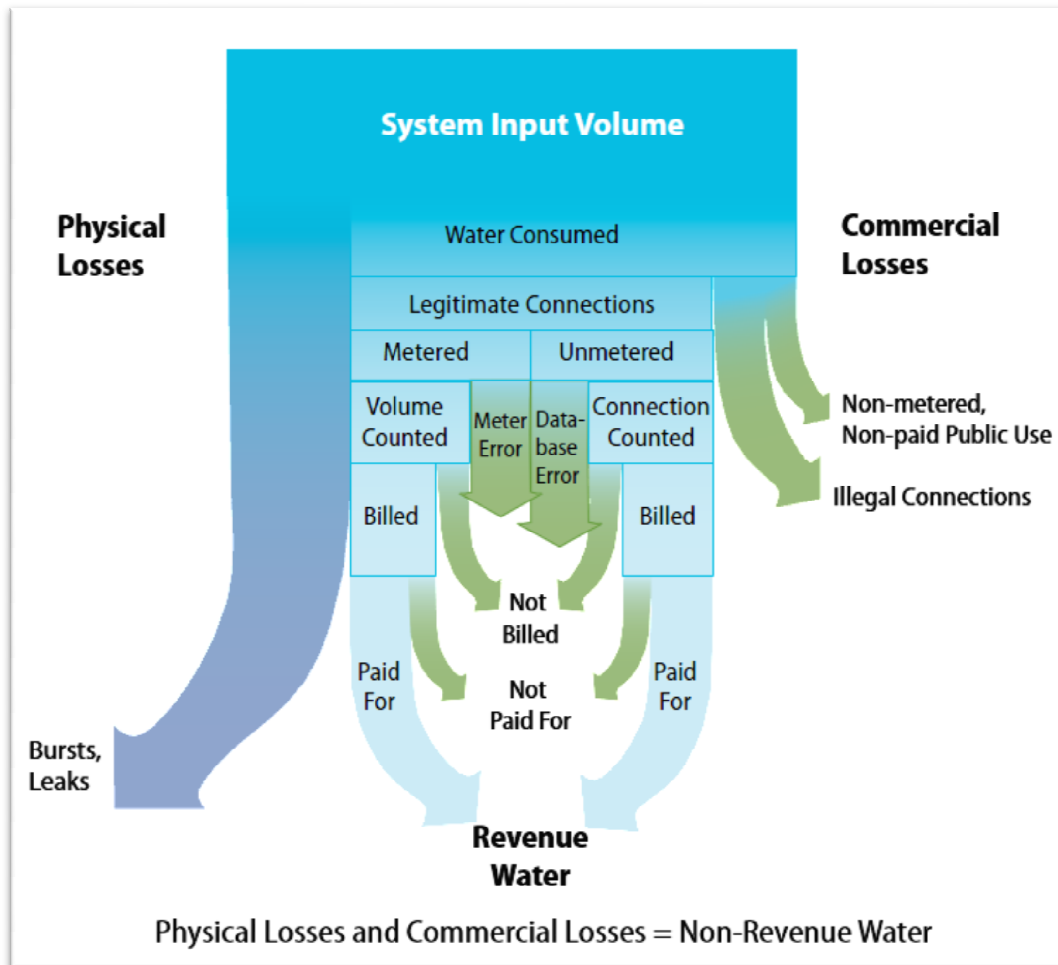 System Input Volume
Physical
Losses
Commercial
Losses
Water Consumed
Legitimate Connections
Metered
Unmetered
Volume
Counted
Meter
Error
Data-
base
Error
Connection
Counted
Non-metered,
Non-paid Public Use
Illegal Connections
Billed
Billed
Not
Billed
Paid
For
Not
Paid For
Paid
For
Bursts,
Leaks
Revenue
Water
Physical Losses and Commercial Losses = Non-Revenue Water